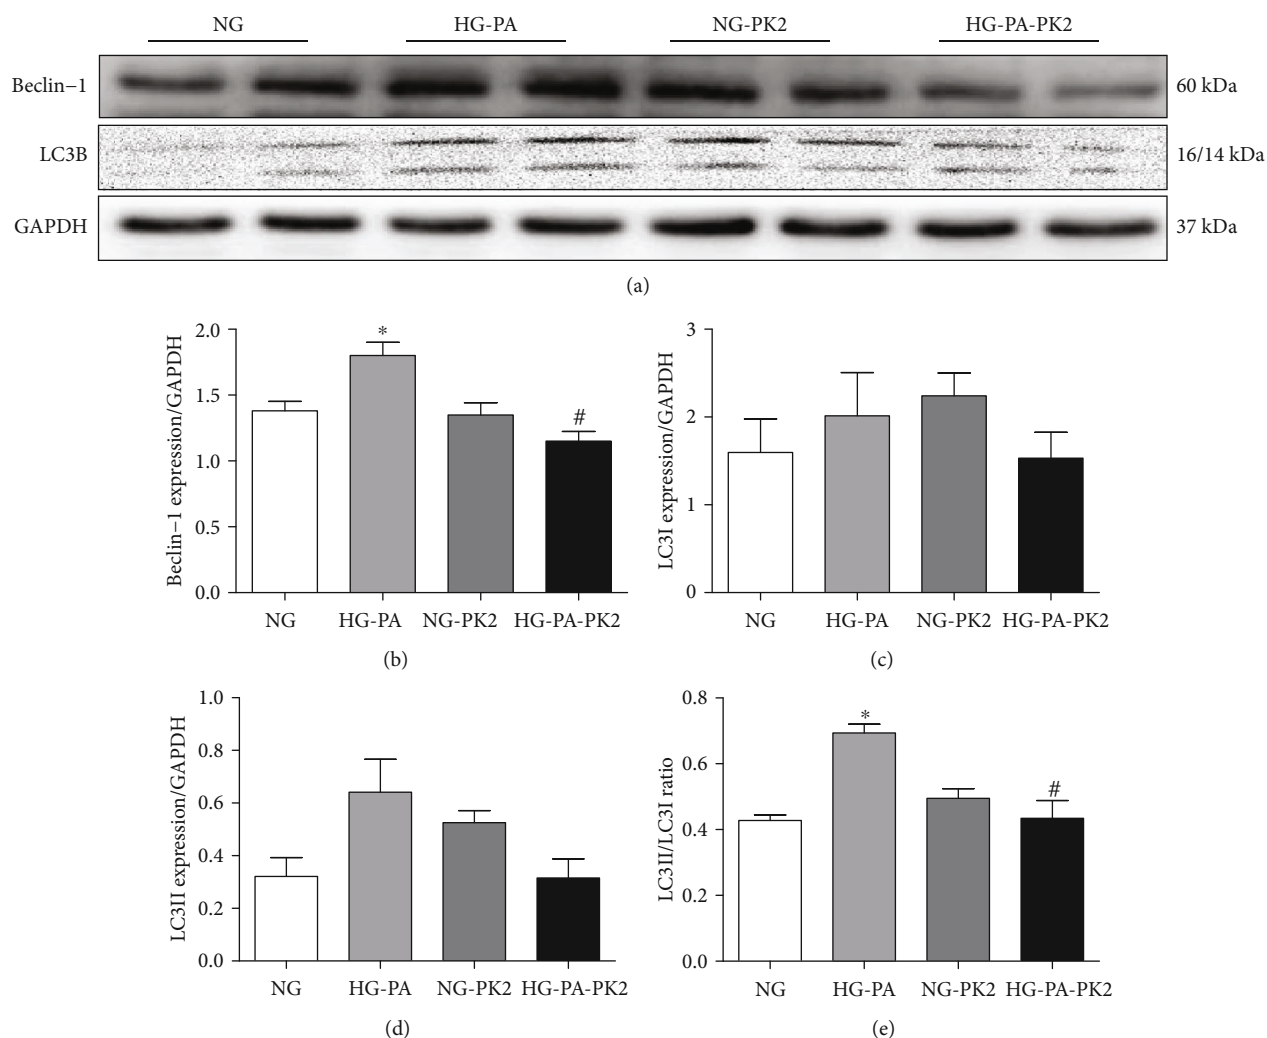 NG HG-PA NG-PK2 HG-PA-PK2
Beclin−1 60 kDa
LC3B 16/14 kDa
GAPDH 37 kDa
(a)
Beclin−1 expression/GAPDH
2.0
1.5
1.0
0.5
0.0
*
#
NG HG-PA NG-PK2 HG-PA-PK2
(b)
LC3I expression/GAPDH
3
2
1
0
NG HG-PA NG-PK2 HG-PA-PK2
(c)
LC3II expression/GAPDH
1.0
0.8
0.6
0.4
0.2
0.0
NG HG-PA NG-PK2 HG-PA-PK2
(d)
LC3II/LC3I ratio
0.8
0.6
0.4
0.2
0.0
*
#
NG HG-PA NG-PK2 HG-PA-PK2
(e)